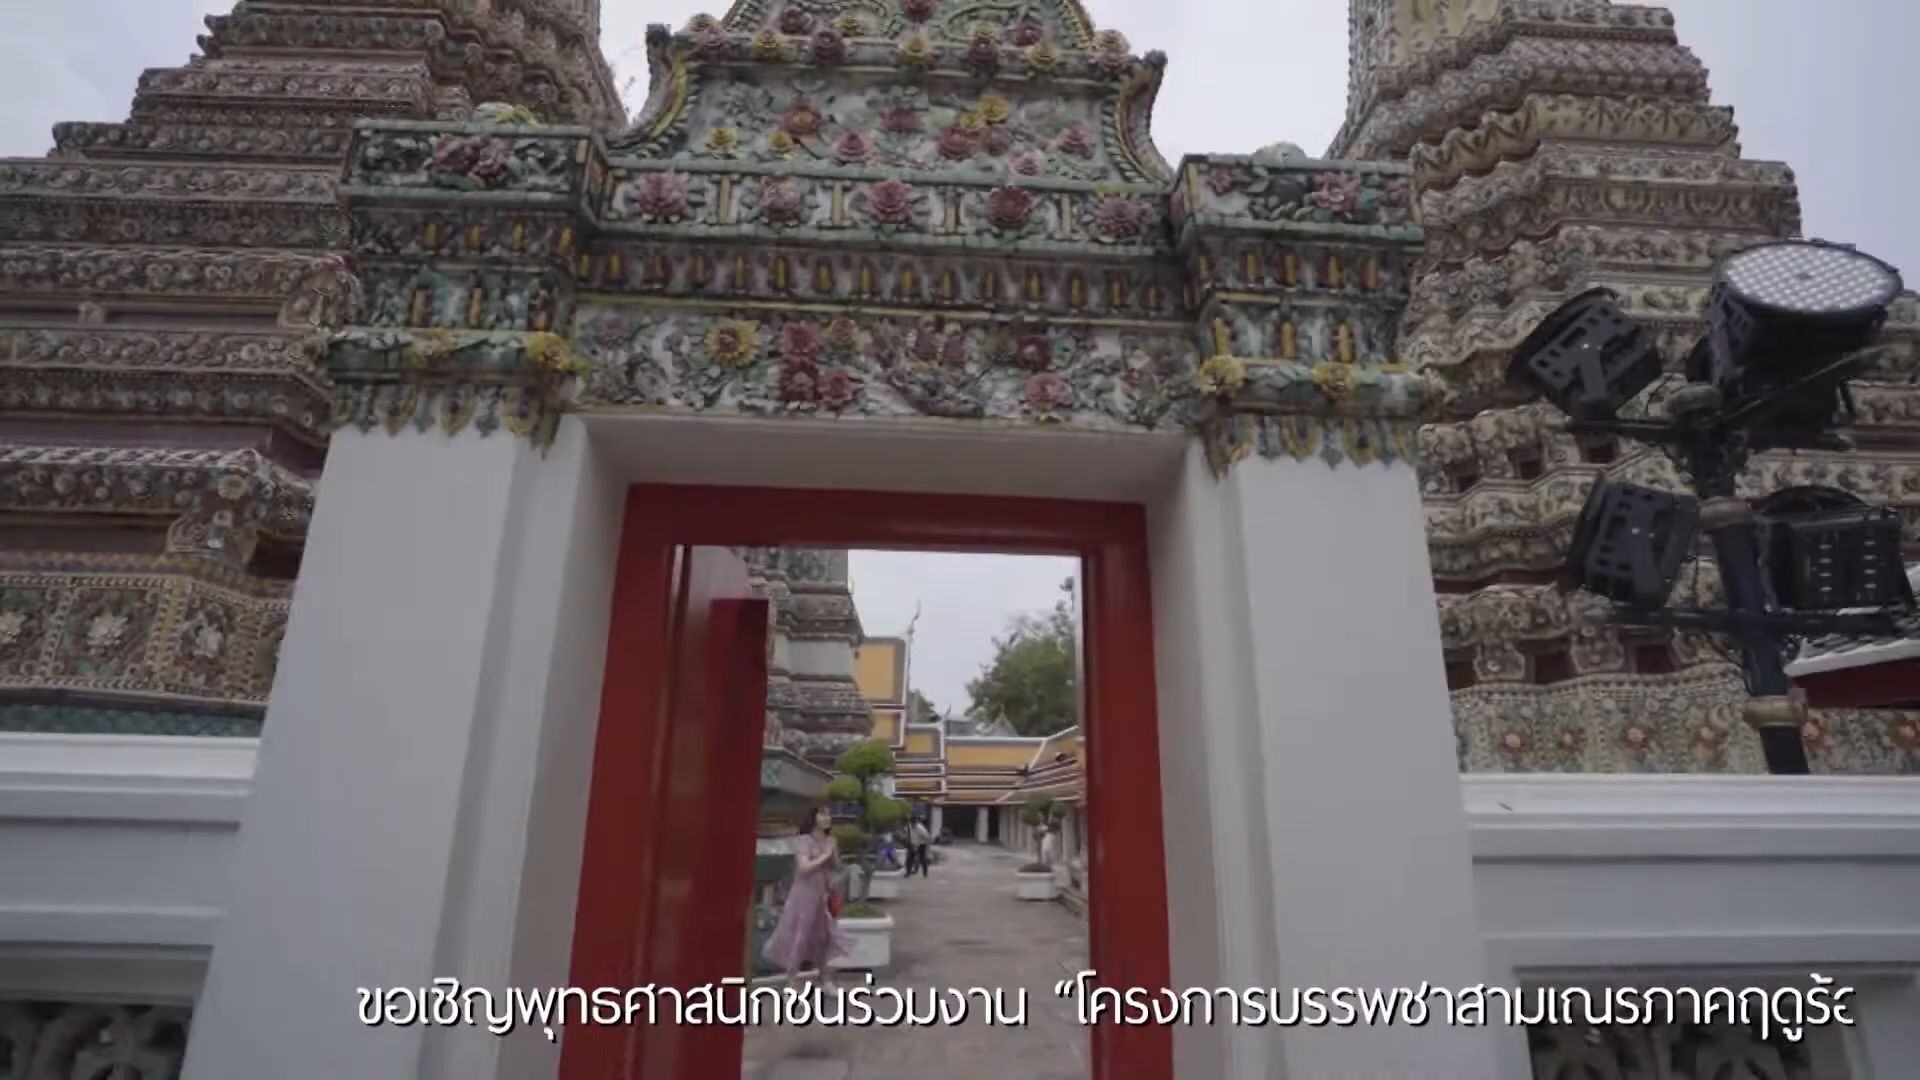 ขอเชิญพุทธศาสนิกชนร่วมงาน “โครงการบรรพชาสามเณรภาคฤดูร้อ